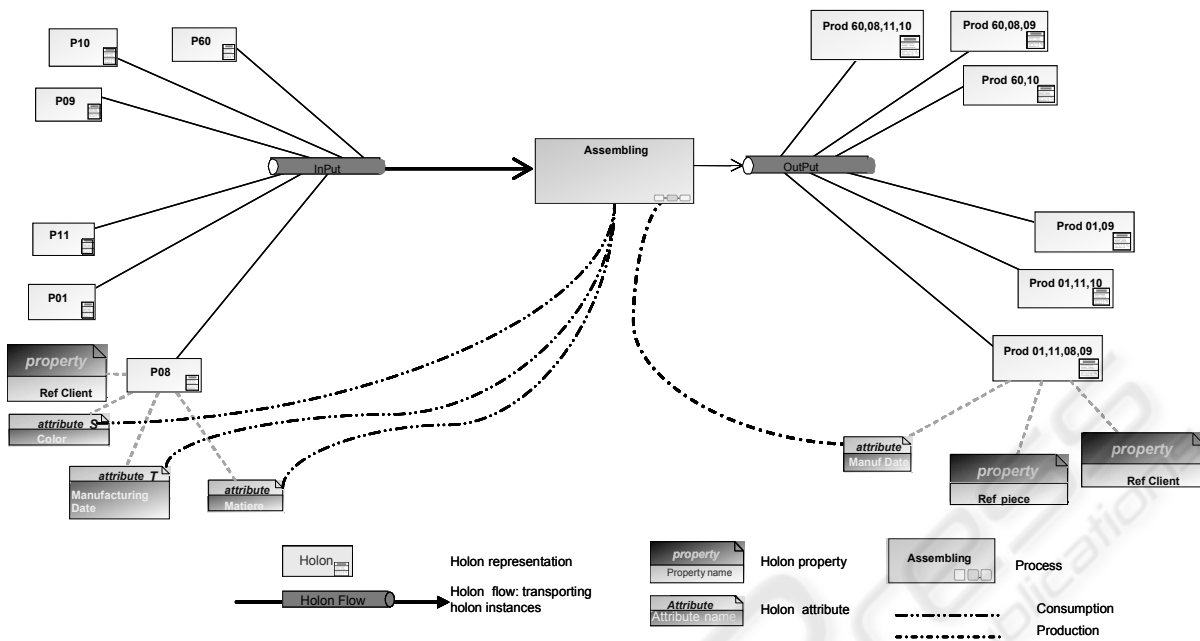 P10
P60
P09
InPut
P11
P01
P08
property
Ref Client
attribute S
Color
attribute T
Manufacturing
Date
attribute
Matiere
Assembling
OutPut
Prod 60,08,11,10
Prod 60,08,09
Prod 60,10
Prod 01,09
Prod 01,11,10
Prod 01,11,08,09
attribute
Manuf Date
property
Ref piece
property
Ref Client
Holon
Holon representation
Holon Flow
Holon flow: transporting
holon instances
property
Property name
Holon property
Attribute
Attribute name
Holon attribute
Assembling
Process
Consumption
Production